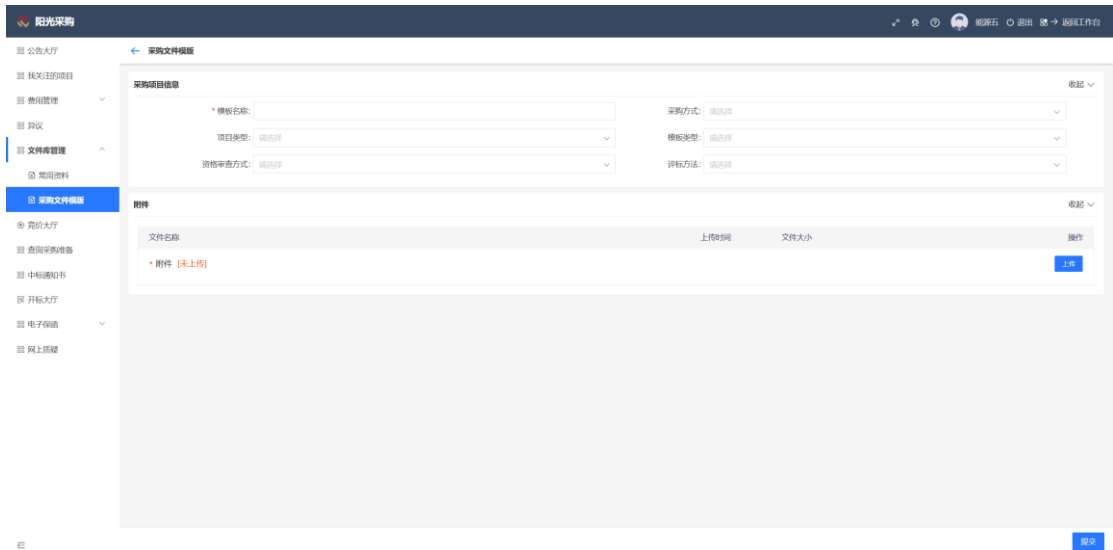 阳光采购
能源五 退出 返回工作台
公告大厅
我关注的项目
费用管理
异议
文件库管理
常用资料
采购文件模版
竞价大厅
查询采购准备
中标通知书
开标大厅
电子保函
网上质疑
采购文件模版
采购项目信息 收起
* 模板名称:
采购方式: 请选择
项目类型: 请选择
模板类型: 请选择
资格审查方式: 请选择
评标方法: 请选择
附件 收起
文件名称 上传时间 文件大小 操作
* 附件 [未上传] 上传
提交